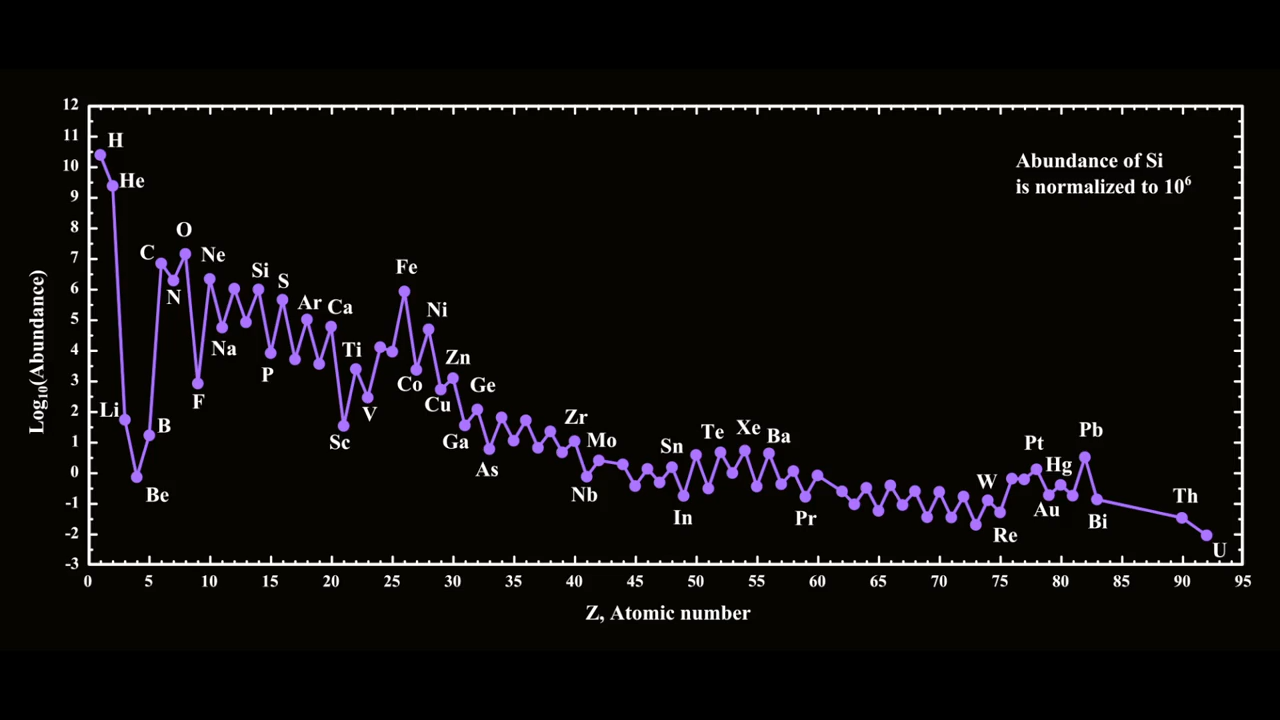 12
11
10
9
8
7
6
5
4
3
2
1
0
-1
-2
-3
Log10(Abundance)
H
He
Li
Be
B
C
N
O
F
Ne
Na
Si
P
S
Ar
Ca
Sc
Ti
V
Fe
Co
Ni
Cu
Zn
Ga
Ge
As
Zr
Nb
Mo
In
Sn
Te
Xe
Ba
Pr
W
Re
Pt
Au
Hg
Pb
Bi
Th
U
Abundance of Si
is normalized to 10⁶
0 5 10 15 20 25 30 35 40 45 50 55 60 65 70 75 80 85 90 95
Z, Atomic number